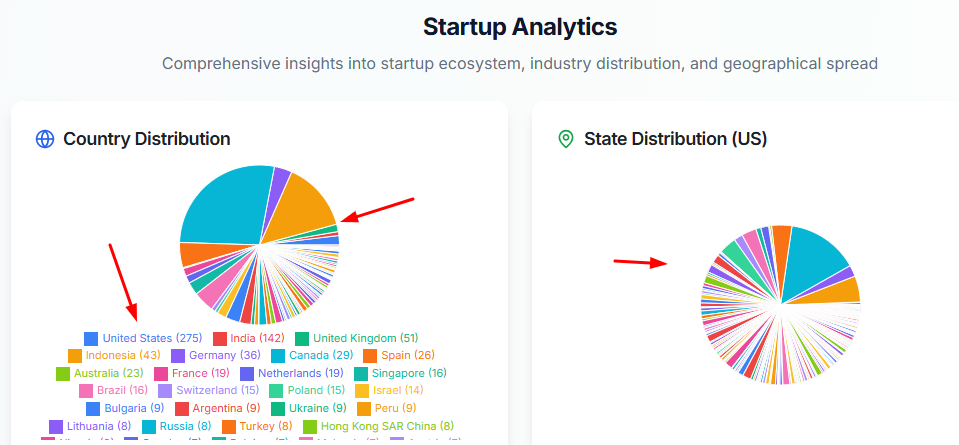 Startup Analytics
Comprehensive insights into startup ecosystem, industry distribution, and geographical spread
Country Distribution
United States (275) India (142) United Kingdom (51)
Indonesia (43) Germany (36) Canada (29) Spain (26)
Australia (23) France (19) Netherlands (19) Singapore (16)
Brazil (16) Switzerland (15) Poland (15) Israel (14)
Bulgaria (9) Argentina (9) Ukraine (9) Peru (9)
Lithuania (8) Russia (8) Turkey (8) Hong Kong SAR China (8)
State Distribution (US)